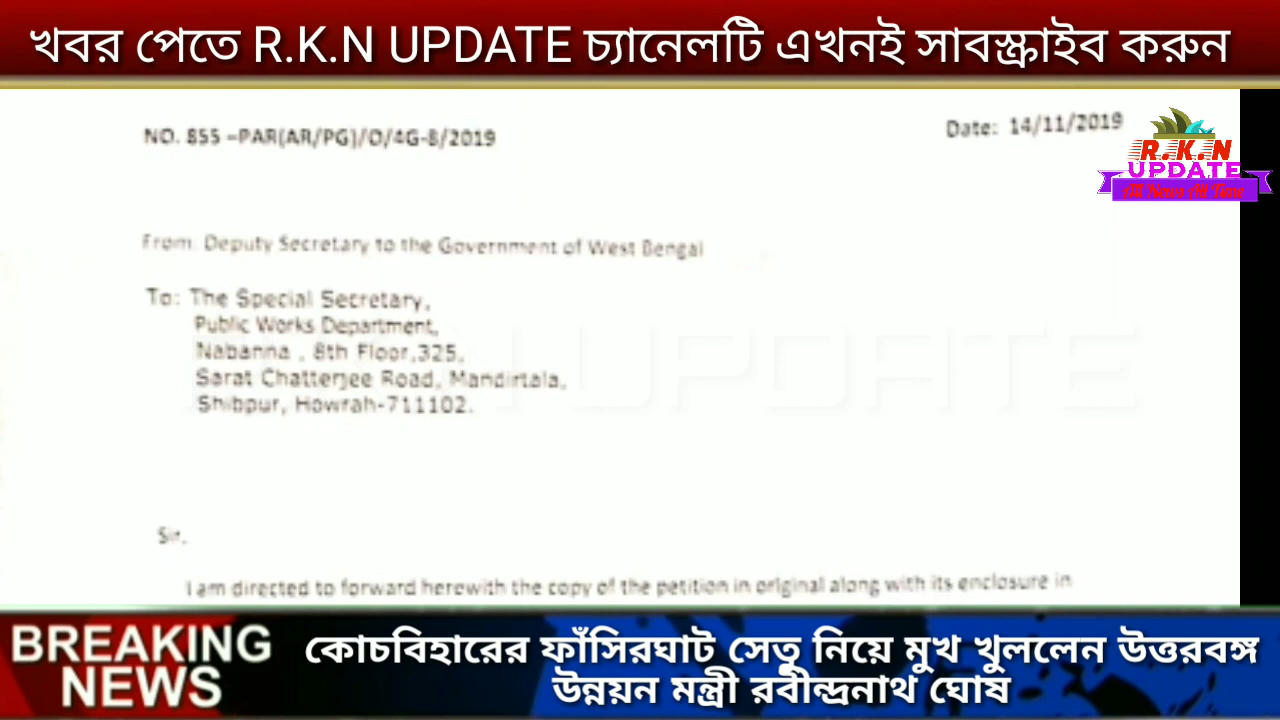 খবর পেতে R.K.N UPDATE চ্যানেলটি এখনই সাবস্ক্রাইব করুন
NO. 855 –PAR(AR/PG)/O/4G-8/2019
Date: 14/11/2019
R.K.N
UPDATE
All News All Time
From: Deputy Secretary to the Government of West Bengal
To: The Special Secretary,
Public Works Department,
Nabanna , 8th Floor,325,
Sarat Chatterjee Road, Mandirtala,
Shibpur, Howrah-711102.
UPDATE
Sir,
I am directed to forward herewith the copy of the petition in original along with its enclosure in
BREAKING
NEWS
কোচবিহারের ফাঁসিরঘাট সেতু নিয়ে মুখ খুললেন উত্তরবঙ্গ
উন্নয়ন মন্ত্রী রবীন্দ্রনাথ ঘোষ